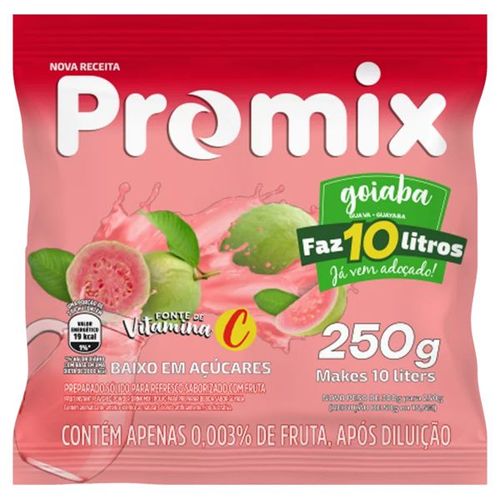 NOVA RECEITA
Promix
goiaba
GUAVA - GUAYABA
Faz 10 litros
Já vem adoçado!
FONTE DE
Vitamina C
VALOR
ENERGÉTICO
19 kcal
1%*
BAIXO EM AÇÚCARES
250g
Makes 10 liters
PREPARADO SÓLIDO PARA REFRESCO SABORIZADO COM FRUTA
CONTÉM APENAS 0,003% DE FRUTA, APÓS DILUIÇÃO